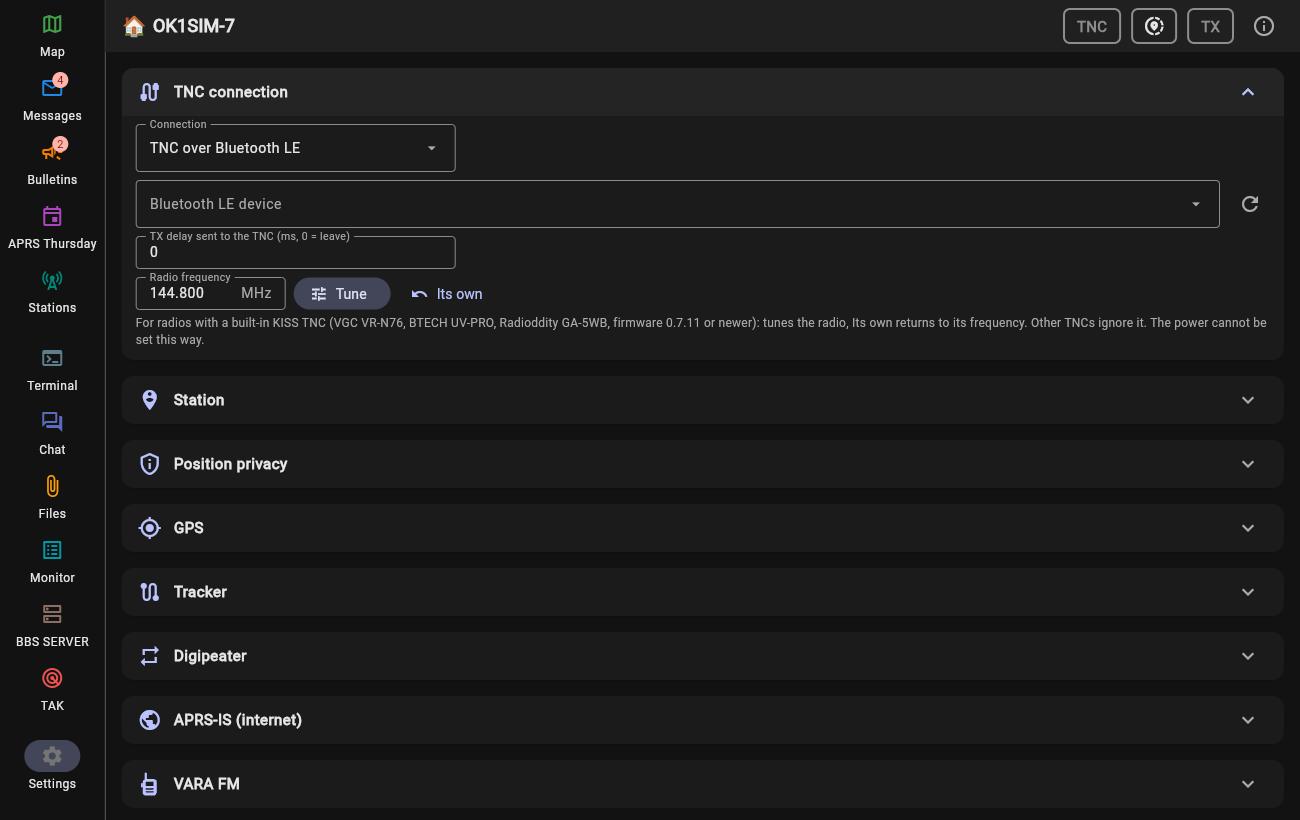 OK1SIM-7
TNC
TX
Map
4
Messages
2
Bulletins
APRS Thursday
Stations
Terminal
Chat
Files
Monitor
BBS SERVER
TAK
Settings
TNC connection
Connection
TNC over Bluetooth LE
Bluetooth LE device
TX delay sent to the TNC (ms, 0 = leave)
0
Radio frequency
144.800 MHz
Tune
Its own
For radios with a built-in KISS TNC (VGC VR-N76, BTECH UV-PRO, Radioddity GA-5WB, firmware 0.7.11 or newer): tunes the radio, Its own returns to its frequency. Other TNCs ignore it. The power cannot be
set this way.
Station
Position privacy
GPS
Tracker
Digipeater
APRS-IS (internet)
VARA FM